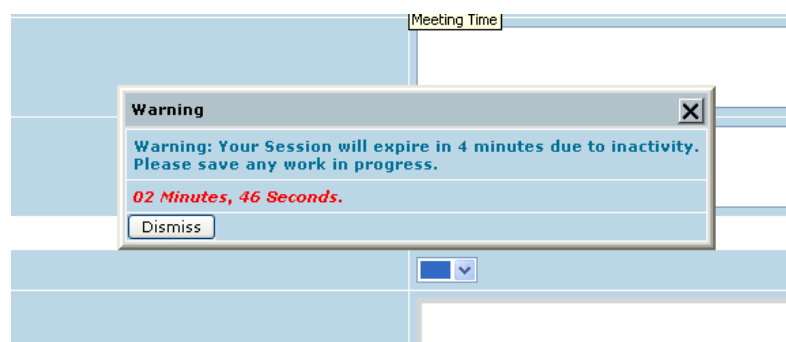 Meeting Time
Warning
Warning: Your Session will expire in 4 minutes due to inactivity.
Please save any work in progress.
02 Minutes, 46 Seconds.
Dismiss